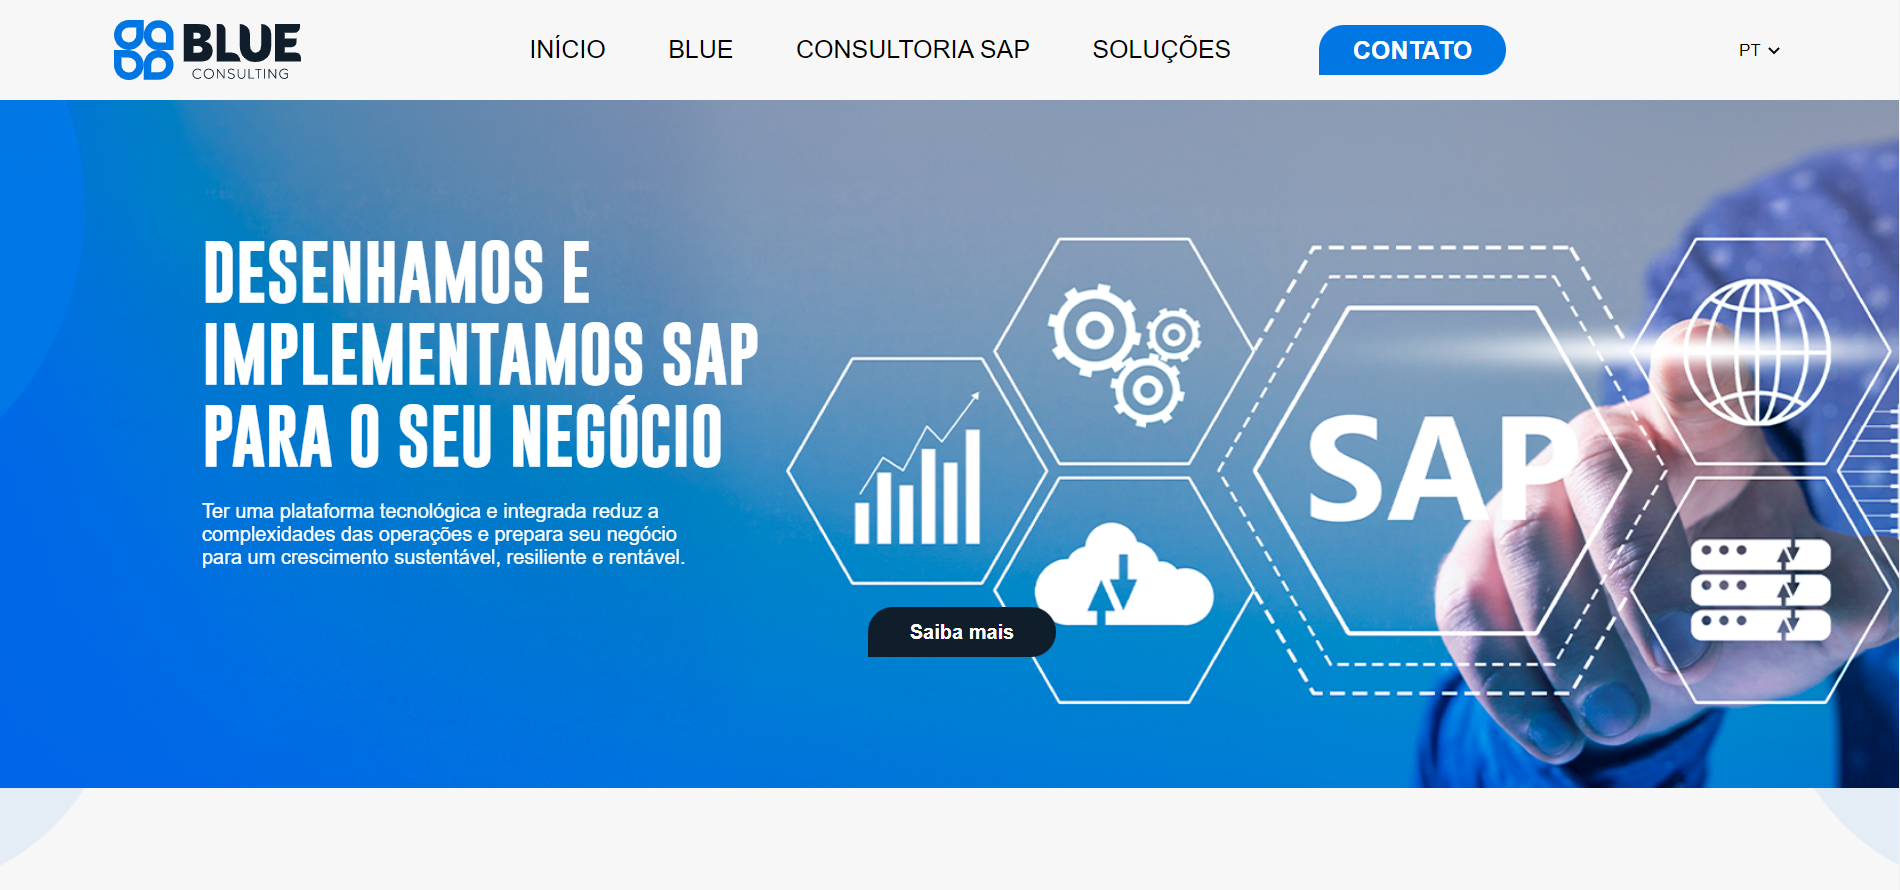 BLUE
CONSULTING
INÍCIO
BLUE
CONSULTORIA SAP
SOLUÇÕES
CONTATO
PT
DESENHAMOS E
IMPLEMENTAMOS SAP
PARA O SEU NEGÓCIO
Ter uma plataforma tecnológica e integrada reduz a
complexidades das operações e prepara seu negócio
para um crescimento sustentável, resiliente e rentável.
SAP
Saiba mais